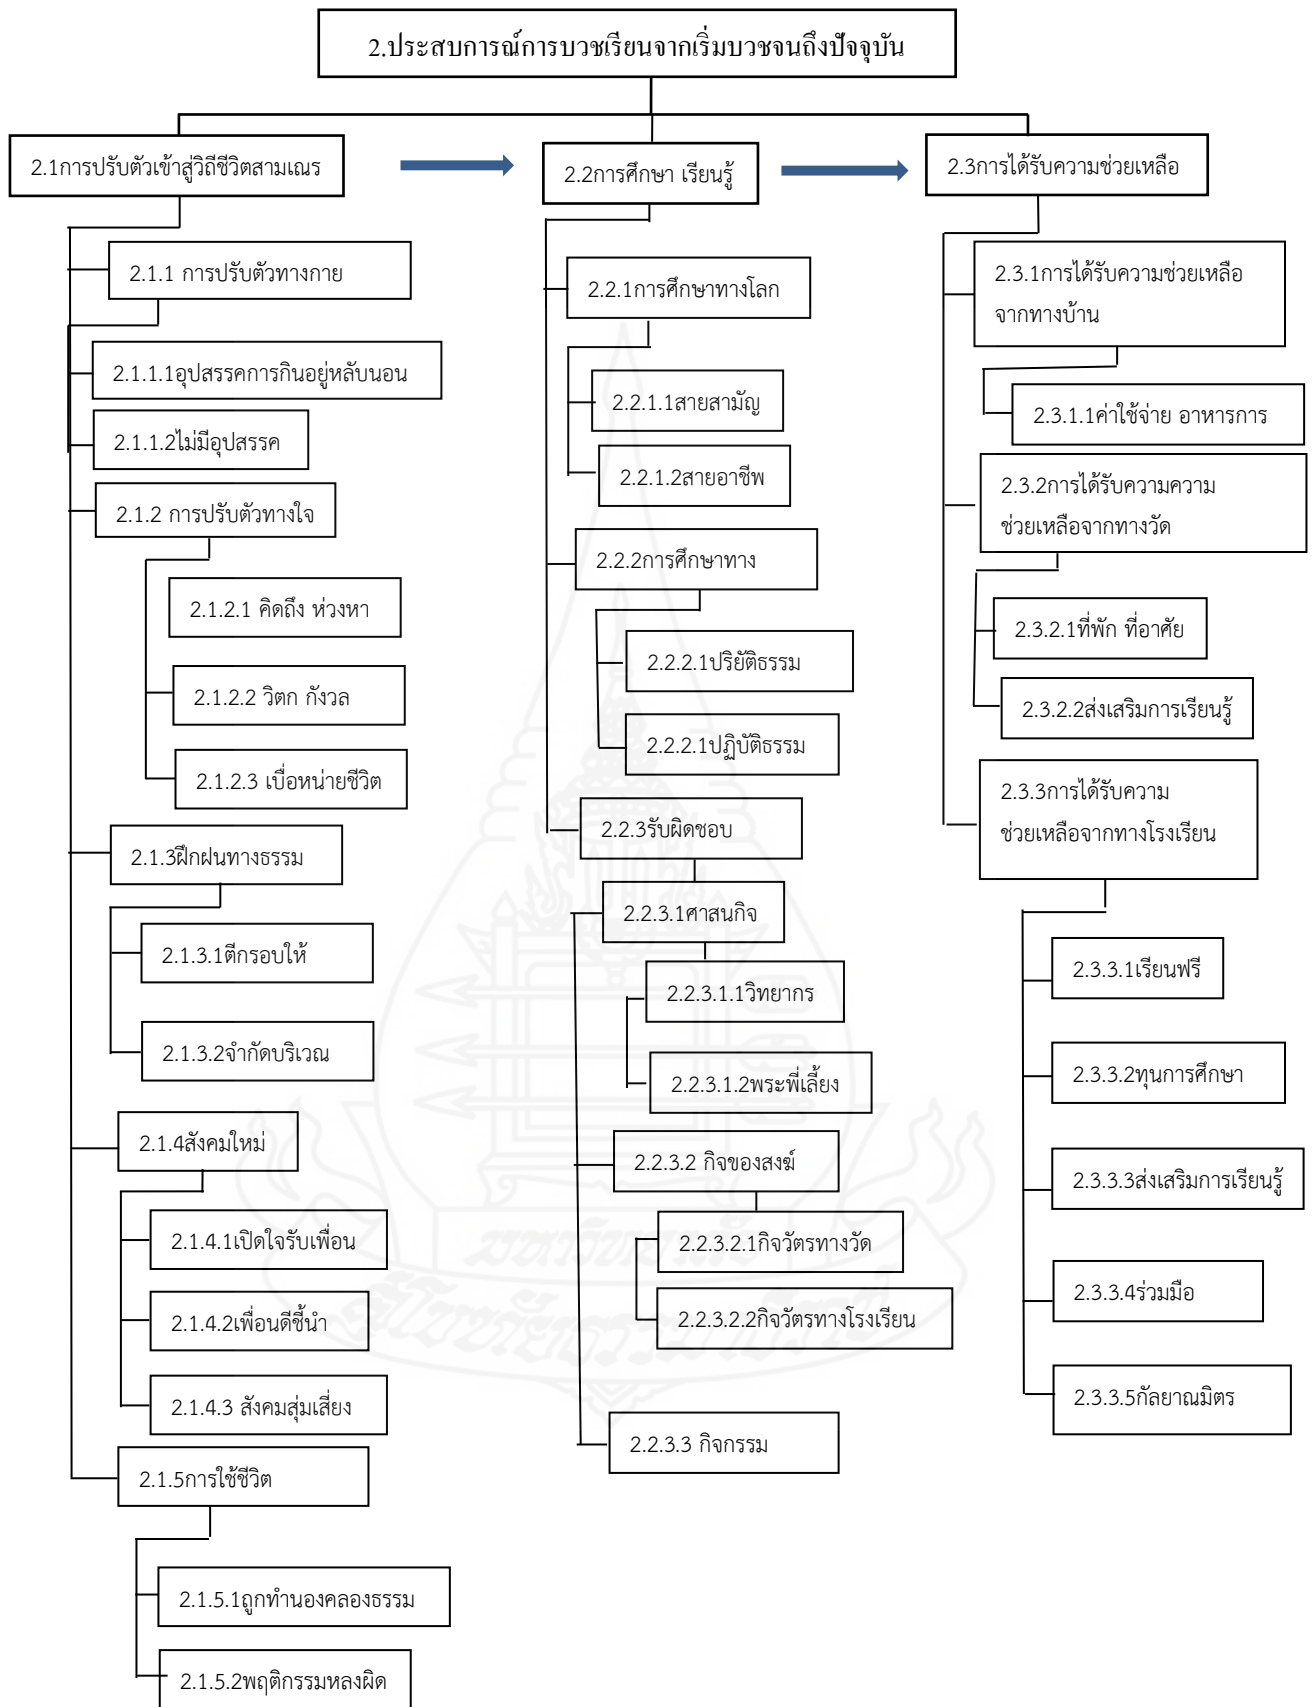 2.ประสบการณ์การบวชเรียนจากเริ่มบวชจนถึงปัจจุบัน
2.1การปรับตัวเข้าสู่วิถีชีวิตสามเณร
2.1.1 การปรับตัวทางกาย
2.1.1.1อุปสรรคการกินอยู่หลับนอน
2.1.1.2ไม่มีอุปสรรค
2.1.2 การปรับตัวทางใจ
2.1.2.1 คิดถึง ห่วงหา
2.1.2.2 วิตก กังวล
2.1.2.3 เบื่อหน่ายชีวิต
2.1.3ฝึกฝนทางธรรม
2.1.3.1ตีกรอบให้
2.1.3.2จำกัดบริเวณ
2.1.4สังคมใหม่
2.1.4.1เปิดใจรับเพื่อน
2.1.4.2เพื่อนดีชี้นำ
2.1.4.3 สังคมสุ่มเสี่ยง
2.1.5การใช้ชีวิต
2.1.5.1ถูกทำนองคลองธรรม
2.1.5.2พฤติกรรมหลงผิด
2.2การศึกษา เรียนรู้
2.2.1การศึกษาทางโลก
2.2.1.1สายสามัญ
2.2.1.2สายอาชีพ
2.2.2การศึกษาทาง
2.2.2.1ปริยัติธรรม
2.2.2.1ปฏิบัติธรรม
2.2.3รับผิดชอบ
2.2.3.1ศาสนกิจ
2.2.3.1.1วิทยากร
2.2.3.1.2พระพี่เลี้ยง
2.2.3.2 กิจของสงฆ์
2.2.3.2.1กิจวัตรทางวัด
2.2.3.2.2กิจวัตรทางโรงเรียน
2.2.3.3 กิจกรรม
2.3การได้รับความช่วยเหลือ
2.3.1การได้รับความช่วยเหลือ
จากทางบ้าน
2.3.1.1ค่าใช้จ่าย อาหารการ
2.3.2การได้รับความความ
ช่วยเหลือจากทางวัด
2.3.2.1ที่พัก ที่อาศัย
2.3.2.2ส่งเสริมการเรียนรู้
2.3.3การได้รับความ
ช่วยเหลือจากทางโรงเรียน
2.3.3.1เรียนฟรี
2.3.3.2ทุนการศึกษา
2.3.3.3ส่งเสริมการเรียนรู้
2.3.3.4ร่วมมือ
2.3.3.5กัลยาณมิตร